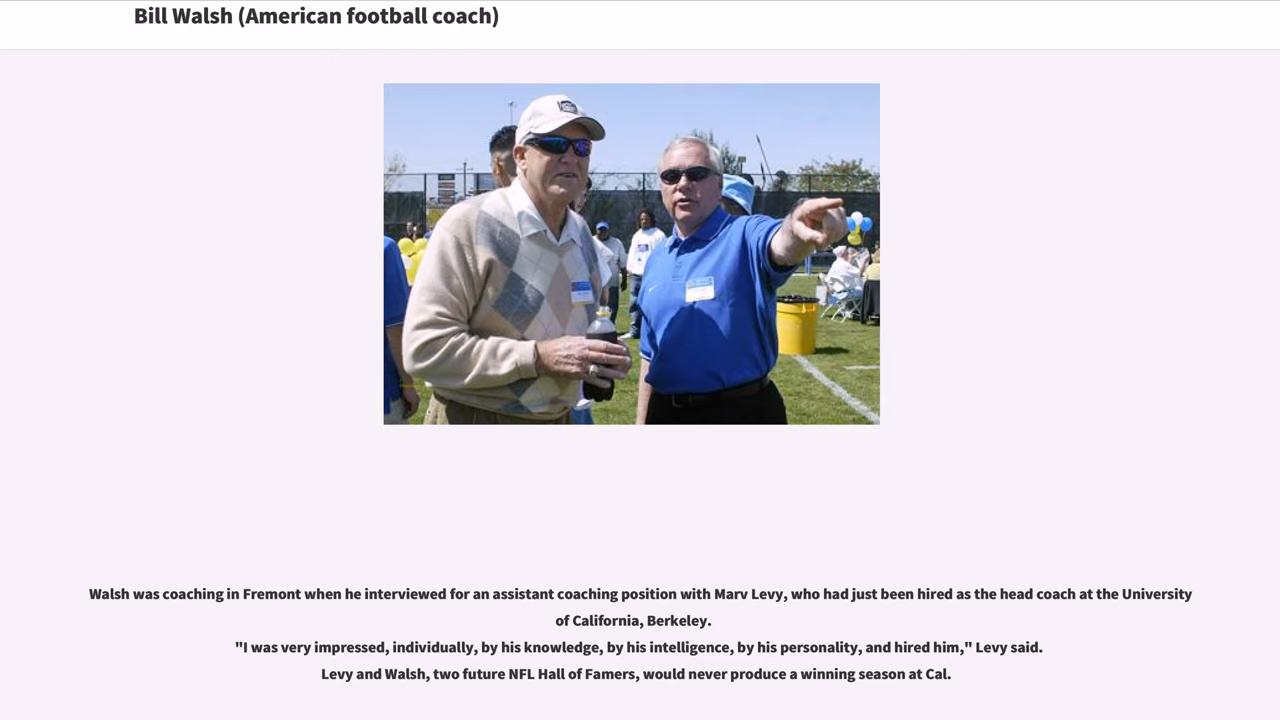 Bill Walsh (American football coach)
Walsh was coaching in Fremont when he interviewed for an assistant coaching position with Marv Levy, who had just been hired as the head coach at the University
of California, Berkeley.
"I was very impressed, individually, by his knowledge, by his intelligence, by his personality, and hired him," Levy said.
Levy and Walsh, two future NFL Hall of Famers, would never produce a winning season at Cal.